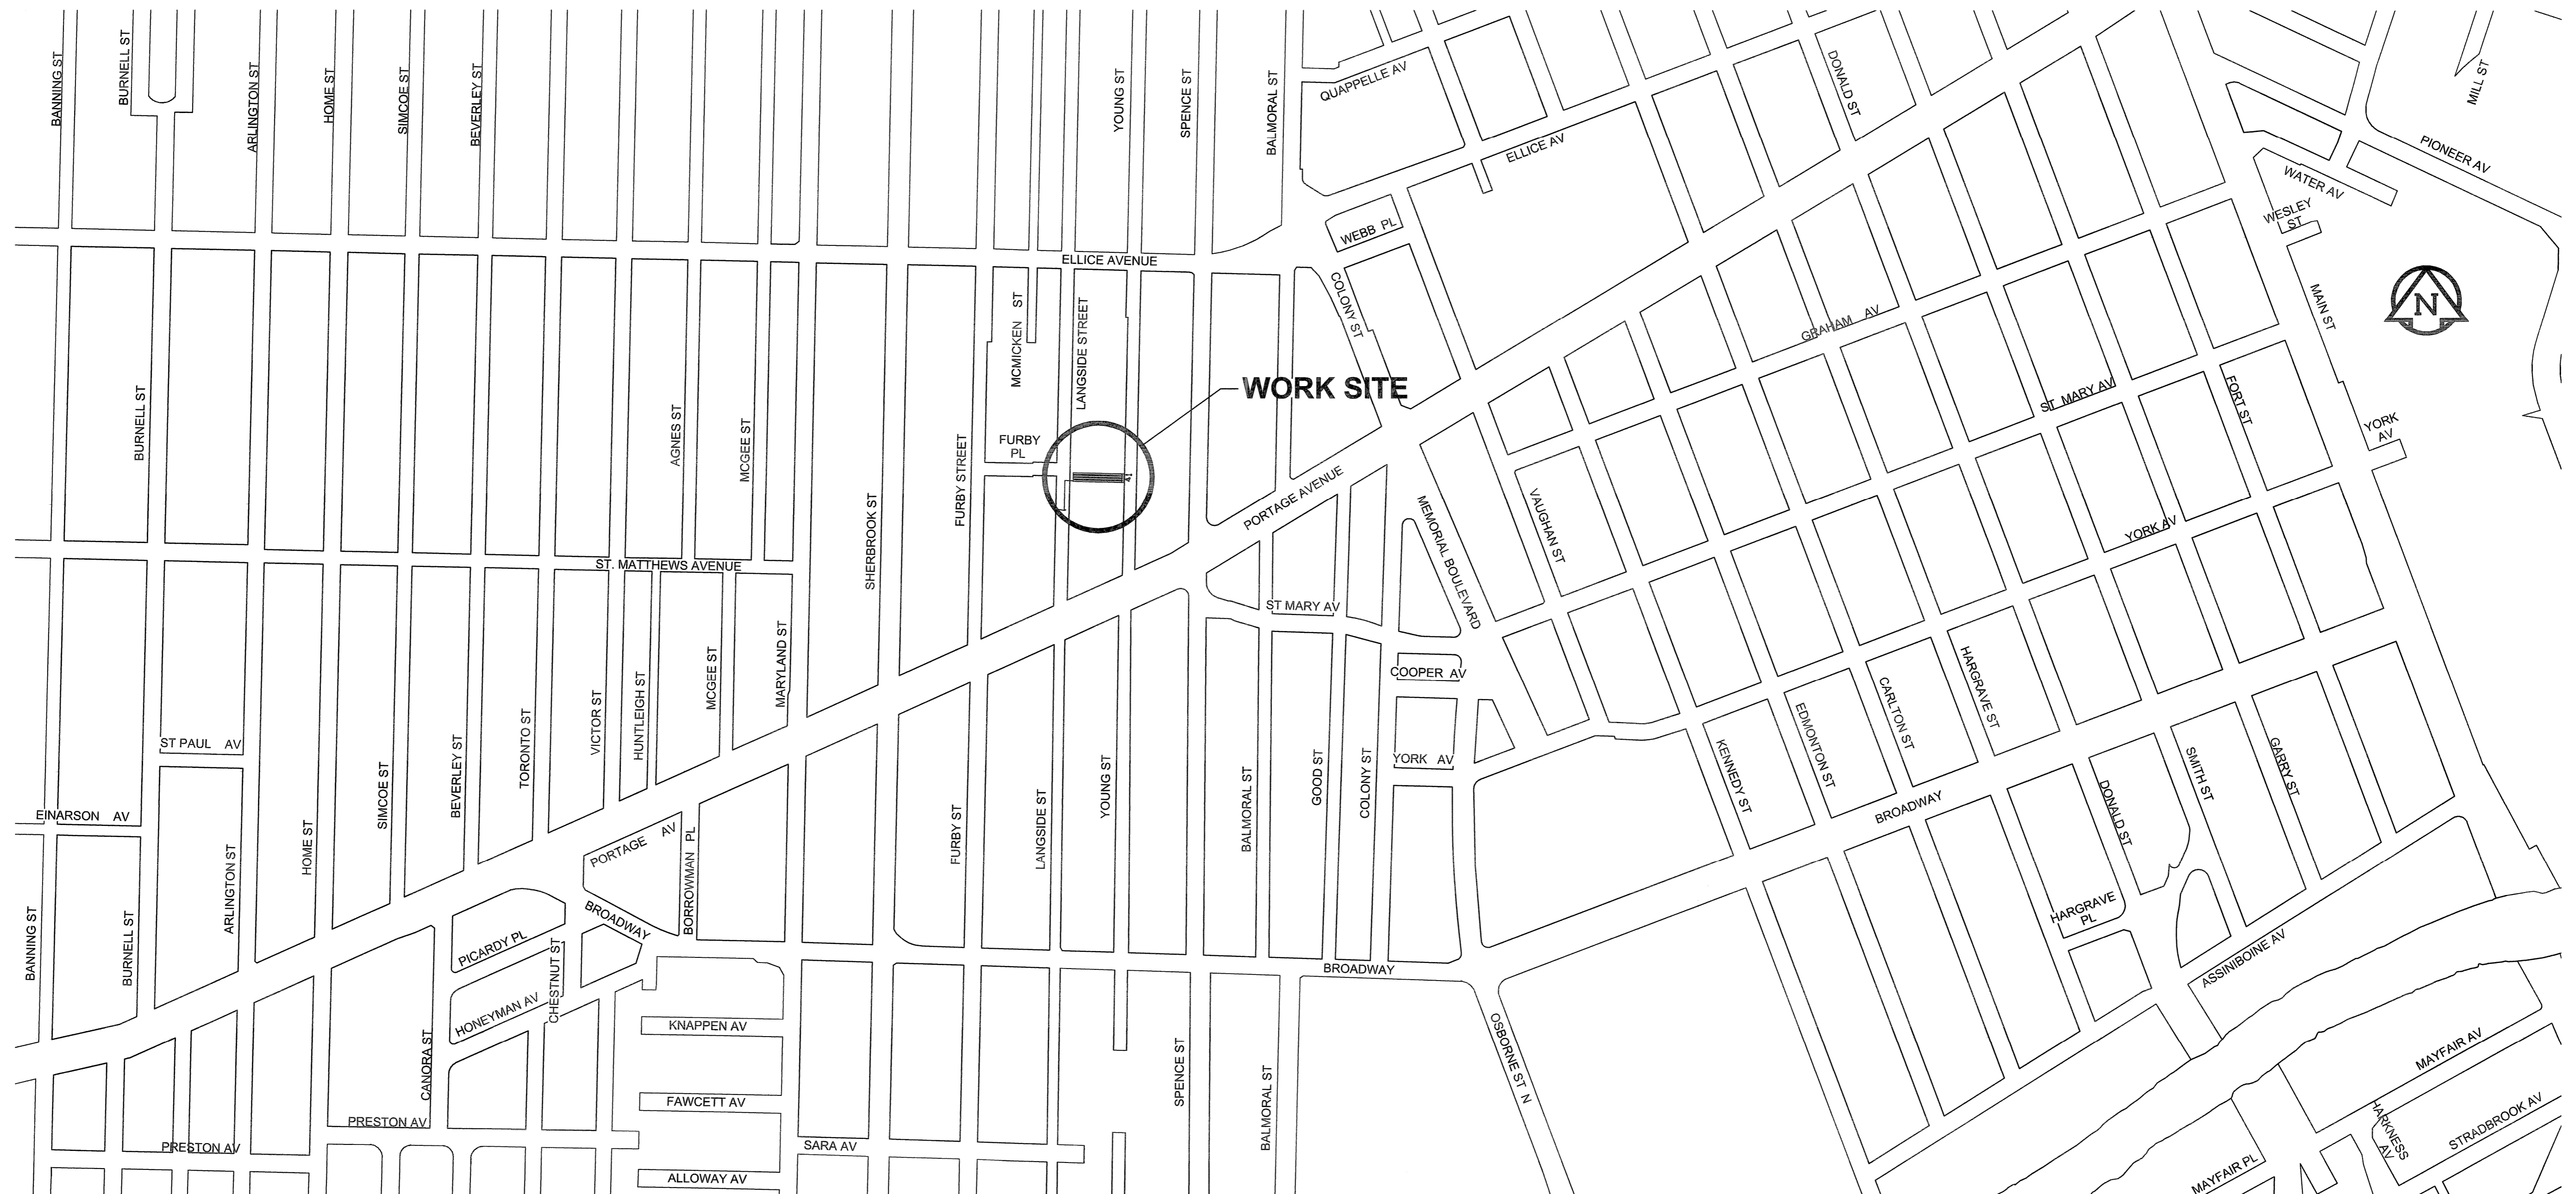 BANNING ST
BURNELL ST
ARLINGTON ST
HOME ST
SIMCOE ST
BEVERLEY ST
YOUNG ST
SPENCE ST
BALMORAL ST
QUAPPELLE AV
ELLICE AV
DONALD ST
MILL ST
PIONEER AV
WATER AV
WESLEY
ST
WEBB PL
ELLICE AVENUE
COLONY ST
MCMICKEN ST
LANGSIDE STREET
GRAHAM AV
MAIN ST
N
WORK SITE
BURNELL ST
AGNES ST
MCGEE ST
FURBY STREET
FURBY
PL
ST. MARY AV
FORT ST
YORK
AV
SHERBROOK ST
PORTAGE AVENUE
MEMORIAL BOULEVARD
VAUGHAN ST
YORK AV
ST. MATTHEWS AVENUE
ST MARY AV
HUNTLEIGH ST
MCGEE ST
MARYLAND ST
COOPER AV
HARGRAVE ST
CARLTON ST
EDMONTON ST
KENNEDY ST
ST PAUL AV
SIMCOE ST
BEVERLEY ST
TORONTO ST
VICTOR ST
YOUNG ST
BALMORAL ST
GOOD ST
COLONY ST
YORK AV
SMITH ST
GARRY ST
DONALD ST
BROADWAY
EINARSON AV
ARLINGTON ST
HOME ST
PORTAGE AV
BORROWMAN PL
FURBY ST
LANGSIDE ST
BANNING ST
BURNELL ST
PICARDY PL
BROADWAY
CHESTNUT ST
HONEYMAN AV
BROADWAY
HARGRAVE
PL
ASSINIBOINE AV
CANORA ST
KNAPPEN AV
FAWCETT AV
SPENCE ST
BALMORAL ST
OSBORNE ST N
MAYFAIR AV
HARKNESS
AV
STRADBROOK AV
PRESTON AV
PRESTON AV
SARA AV
ALLOWAY AV
MAYFAIR PL